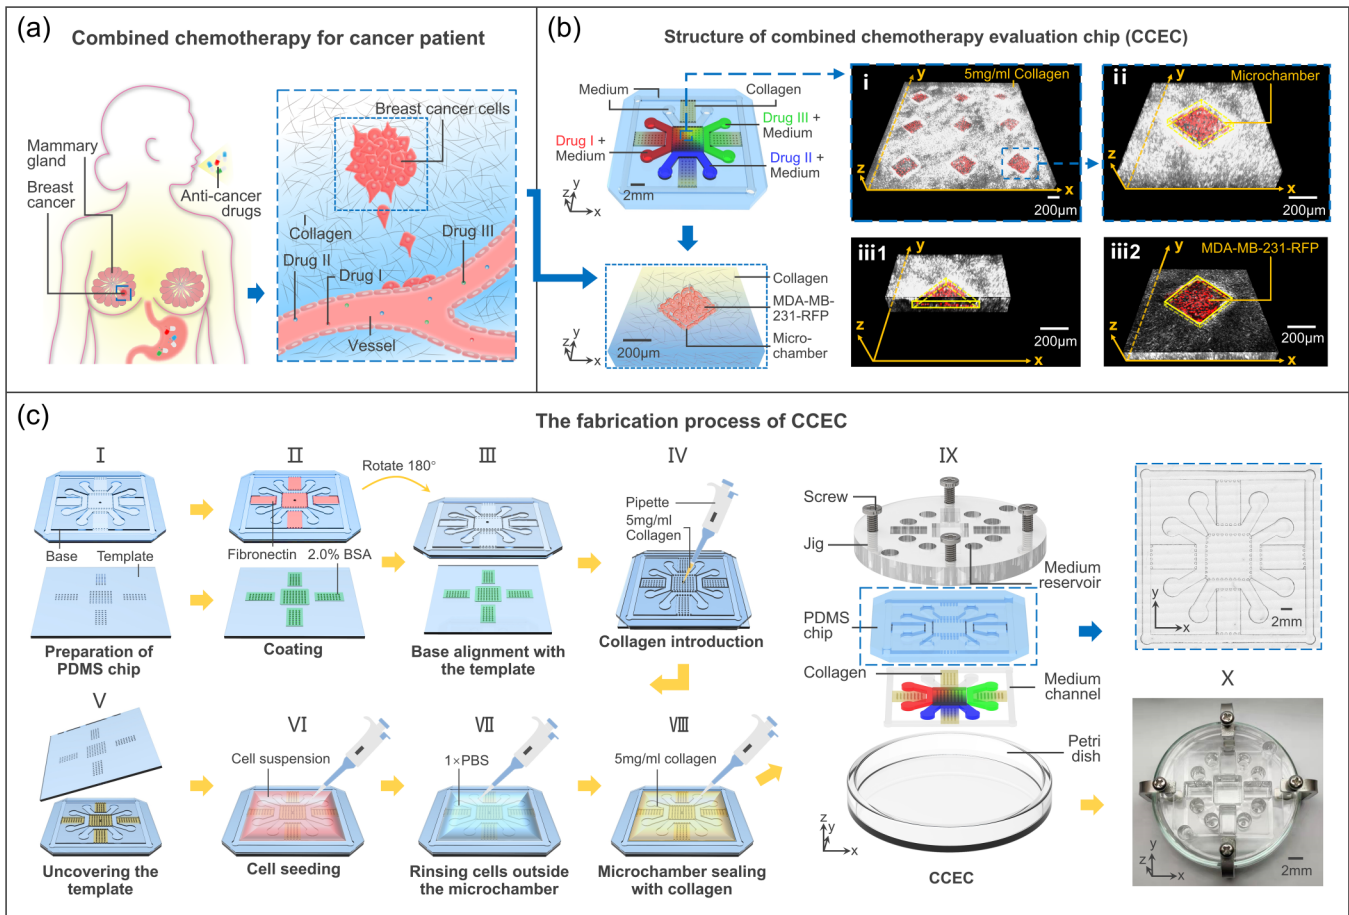 (a)
Combined chemotherapy for cancer patient
Mammary
gland
Breast
cancer
Anti-cancer
drugs
Breast cancer cells
Collagen
Drug III
Drug II
Drug I
Vessel
(b)
Structure of combined chemotherapy evaluation chip (CCEC)
Medium
Collagen
Drug I +
Medium
Drug III +
Medium
Drug II +
Medium
2mm
z
y
x
Collagen
MDA-MB-
231-RFP
Micro-
chamber
200μm
z
y
x
i
y
5mg/ml Collagen
z
x
200μm
ii
y
Microchamber
z
x
200μm
iii1
y
z
x
200μm
iii2
y
MDA-MB-231-RFP
z
x
200μm
(c)
The fabrication process of CCEC
I
Base
Template
Preparation of
PDMS chip
II
Rotate 180°
Fibronectin
2.0% BSA
Coating
III
Base alignment with
the template
IV
Pipette
5mg/ml
Collagen
Collagen introduction
V
Uncovering the
template
VI
Cell suspension
Cell seeding
VII
1×PBS
Rinsing cells outside
the microchamber
VIII
5mg/ml collagen
Microchamber sealing
with collagen
IX
Screw
Jig
Medium
reservoir
PDMS
chip
Collagen
Medium
channel
Petri
dish
z
y
x
CCEC
y
x
2mm
X
z
y
x
2mm